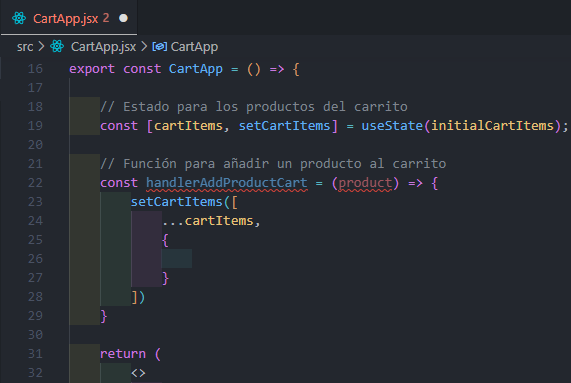 CartApp.jsx 2 ●
src > CartApp.jsx > CartApp
16 export const CartApp = () => {
17
18 // Estado para los productos del carrito
19 const [cartItems, setCartItems] = useState(initialCartItems);
20
21 // Función para añadir un producto al carrito
22 const handlerAddProductCart = (product) => {
23 setCartItems([
24 ...cartItems,
25 {
26
27 }
28 ])
29 }
30
31 return (
32 <>